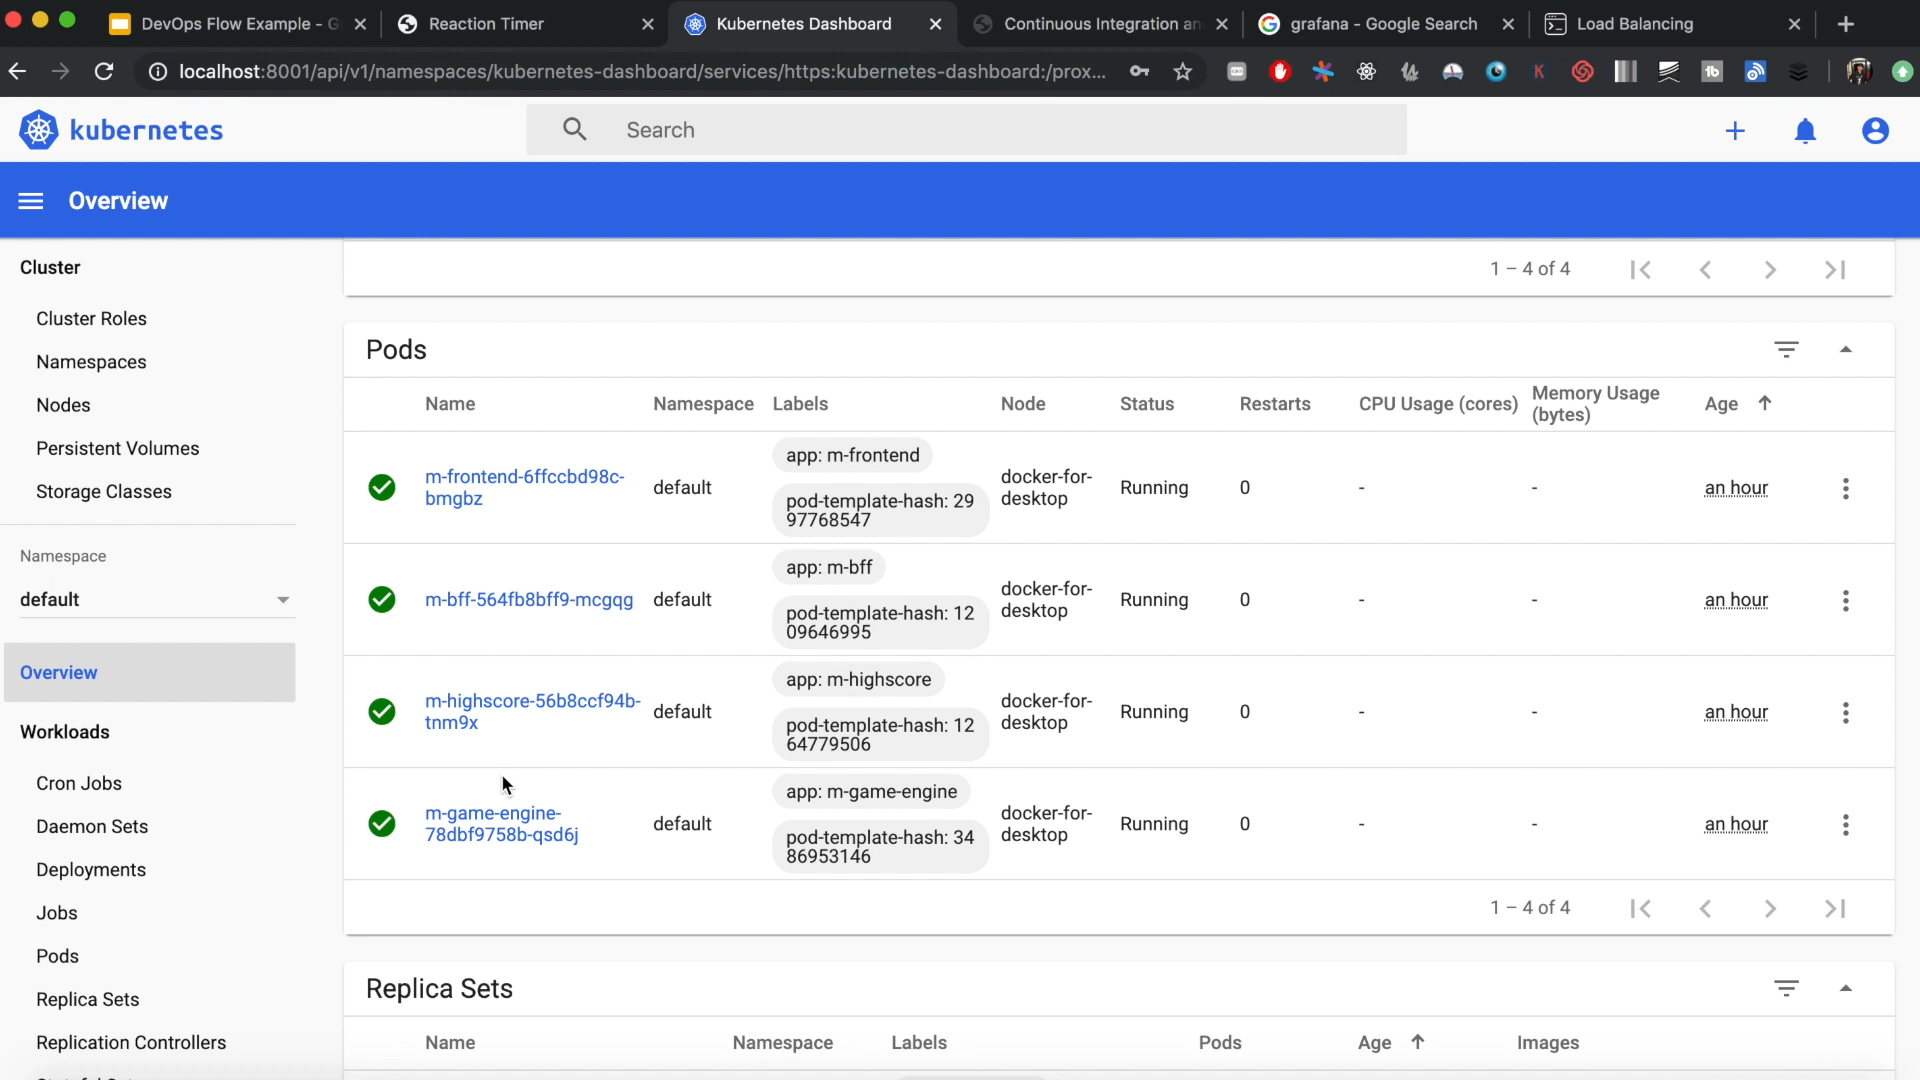 DevOps Flow Example - G
Reaction Timer
Kubernetes Dashboard
Continuous Integration an
grafana - Google Search
Load Balancing
localhost:8001/api/v1/namespaces/kubernetes-dashboard/services/https:kubernetes-dashboard:/prox...
kubernetes
Search
Overview
Cluster
Cluster Roles
Namespaces
Nodes
Persistent Volumes
Storage Classes
Namespace
default
Overview
Workloads
Cron Jobs
Daemon Sets
Deployments
Jobs
Pods
Replica Sets
Replication Controllers
1 – 4 of 4
Pods
Name Namespace Labels Node Status Restarts CPU Usage (cores) Memory Usage (bytes) Age
m-frontend-6ffccbd98c-
bmgbz
default
app: m-frontend
pod-template-hash: 29
97768547
docker-for-
desktop
Running 0 - - an hour
m-bff-564fb8bff9-mcgqg
default
app: m-bff
pod-template-hash: 12
09646995
docker-for-
desktop
Running 0 - - an hour
m-highscore-56b8ccf94b-
tnm9x
default
app: m-highscore
pod-template-hash: 12
64779506
docker-for-
desktop
Running 0 - - an hour
m-game-engine-
78dbf9758b-qsd6j
default
app: m-game-engine
pod-template-hash: 34
86953146
docker-for-
desktop
Running 0 - - an hour
1 – 4 of 4
Replica Sets
Name Namespace Labels Pods Age Images